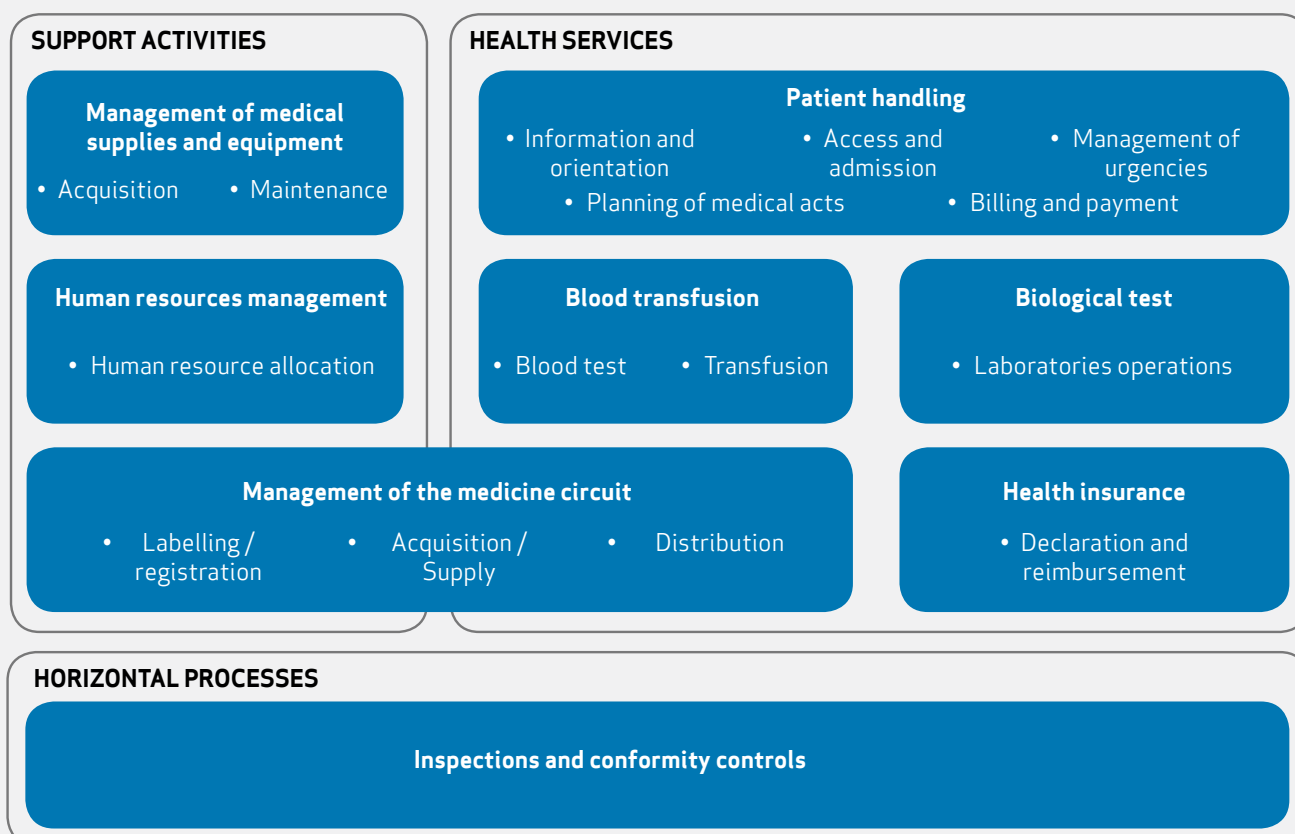 SUPPORT ACTIVITIES
Management of medical
supplies and equipment
• Acquisition
• Maintenance
Human resources management
• Human resource allocation
HEALTH SERVICES
Patient handling
• Information and
orientation
• Access and
admission
• Management of
urgencies
• Planning of medical acts
• Billing and payment
Blood transfusion
• Blood test
• Transfusion
Biological test
• Laboratories operations
Management of the medicine circuit
• Labelling /
registration
• Acquisition /
Supply
• Distribution
Health insurance
• Declaration and
reimbursement
HORIZONTAL PROCESSES
Inspections and conformity controls